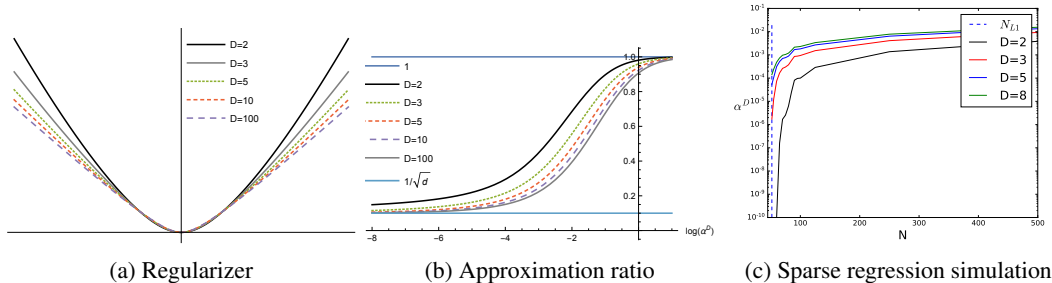 D=2
D=3
D=5
D=10
D=100
1
D=2
D=3
D=5
D=10
D=100
1/√d
1.0
0.8
0.6
0.4
0.2
-8 -6 -4 -2 0
log(α^D)
10^-1
10^-2
10^-3
10^-4
10^-5
10^-6
10^-7
10^-8
10^-9
10^-10
α
100 200 300 400 500
N
N_{L1}
D=2
D=3
D=5
D=8
(a) Regularizer
(b) Approximation ratio
(c) Sparse regression simulation